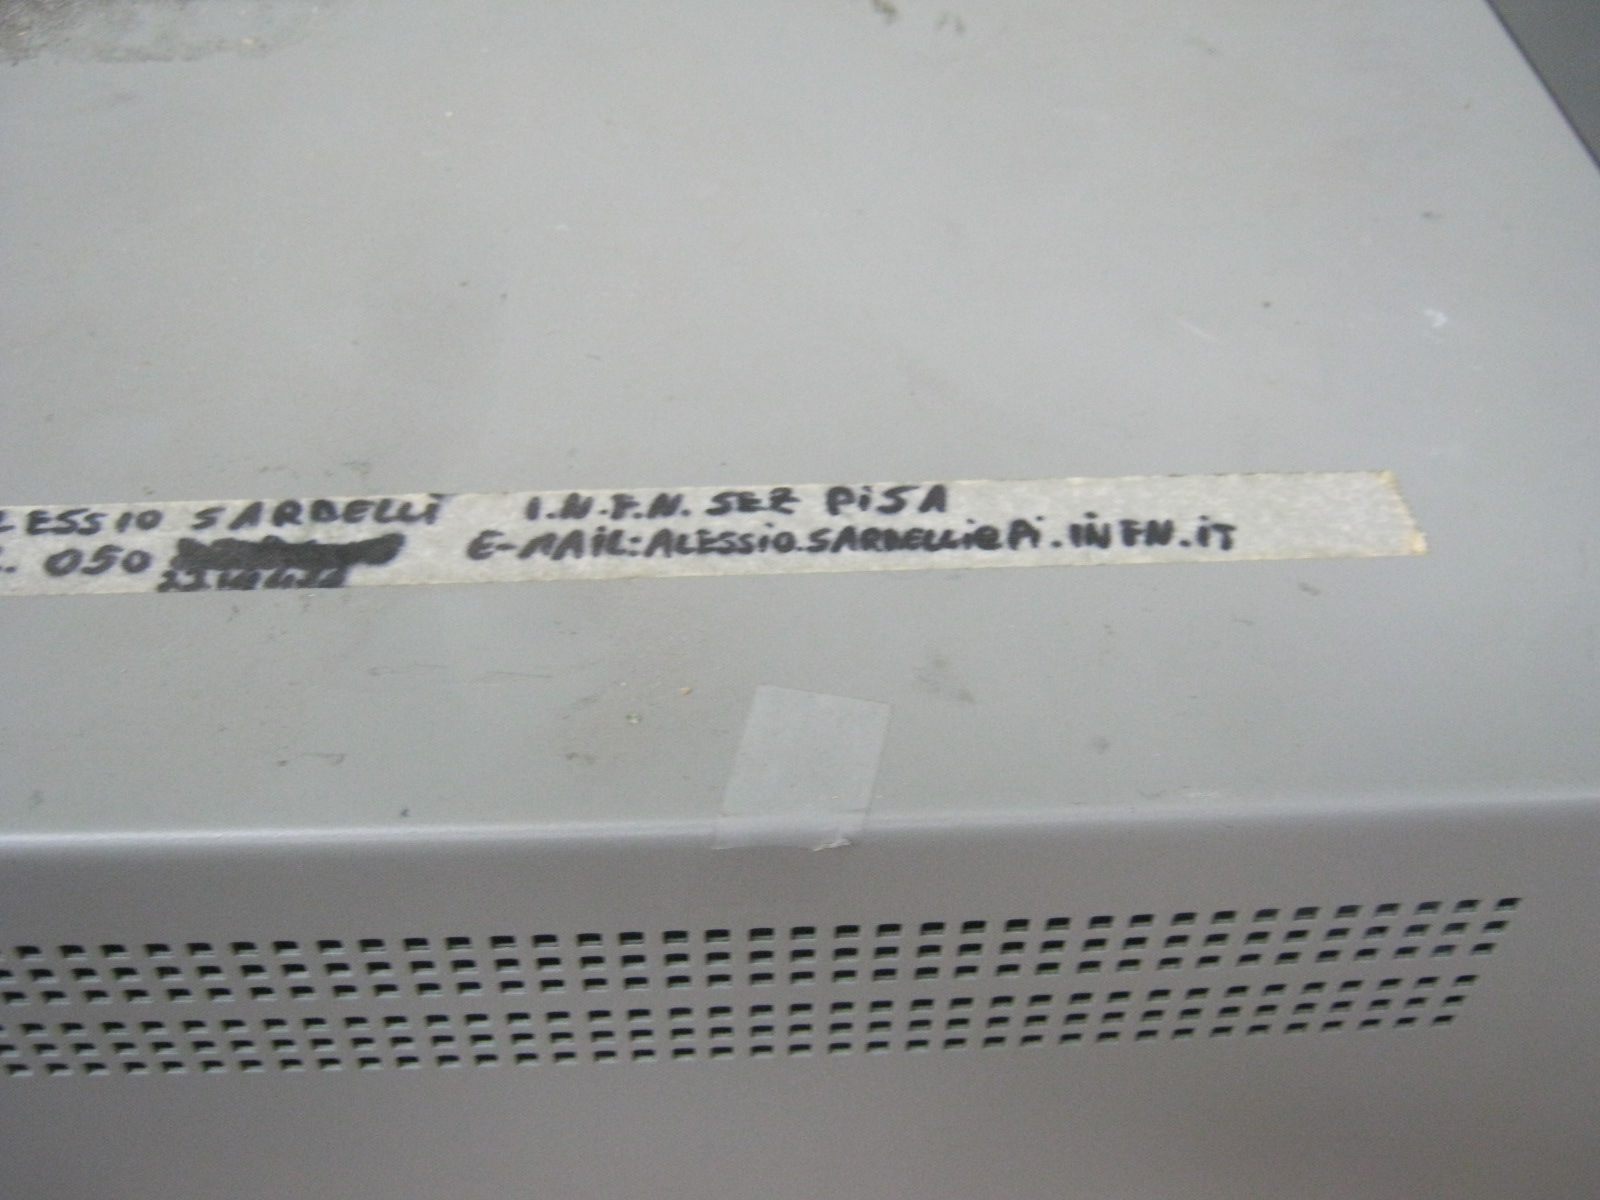 LESSIO SARDELLI I.N.F.N. SEZ PiSA
. 050 E-MAiL:ALESSiO.SARDELLi@Pi.iNFN.iT